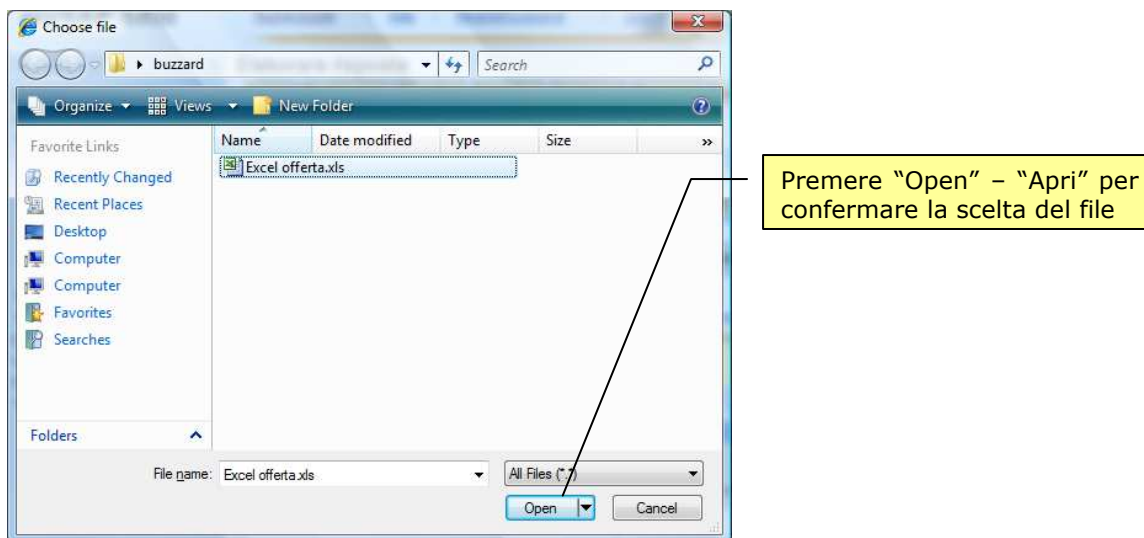 Choose file
buzzard
Search
Organize Views New Folder
Name Date modified Type Size »
Favorite Links
Excel offerta.xls
Recently Changed
Recent Places
Desktop
Computer
Computer
Favorites
Searches
Premere “Open” – “Apri” per
confermare la scelta del file
Folders
File name: Excel offerta.xls All Files (*.*)
Open Cancel